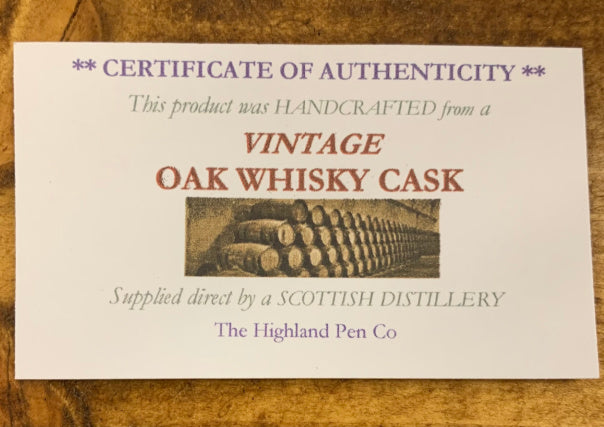 ** CERTIFICATE OF AUTHENTICITY **
This product was HANDCRAFTED from a
VINTAGE
OAK WHISKY CASK
Supplied direct by a SCOTTISH DISTILLERY
The Highland Pen Co